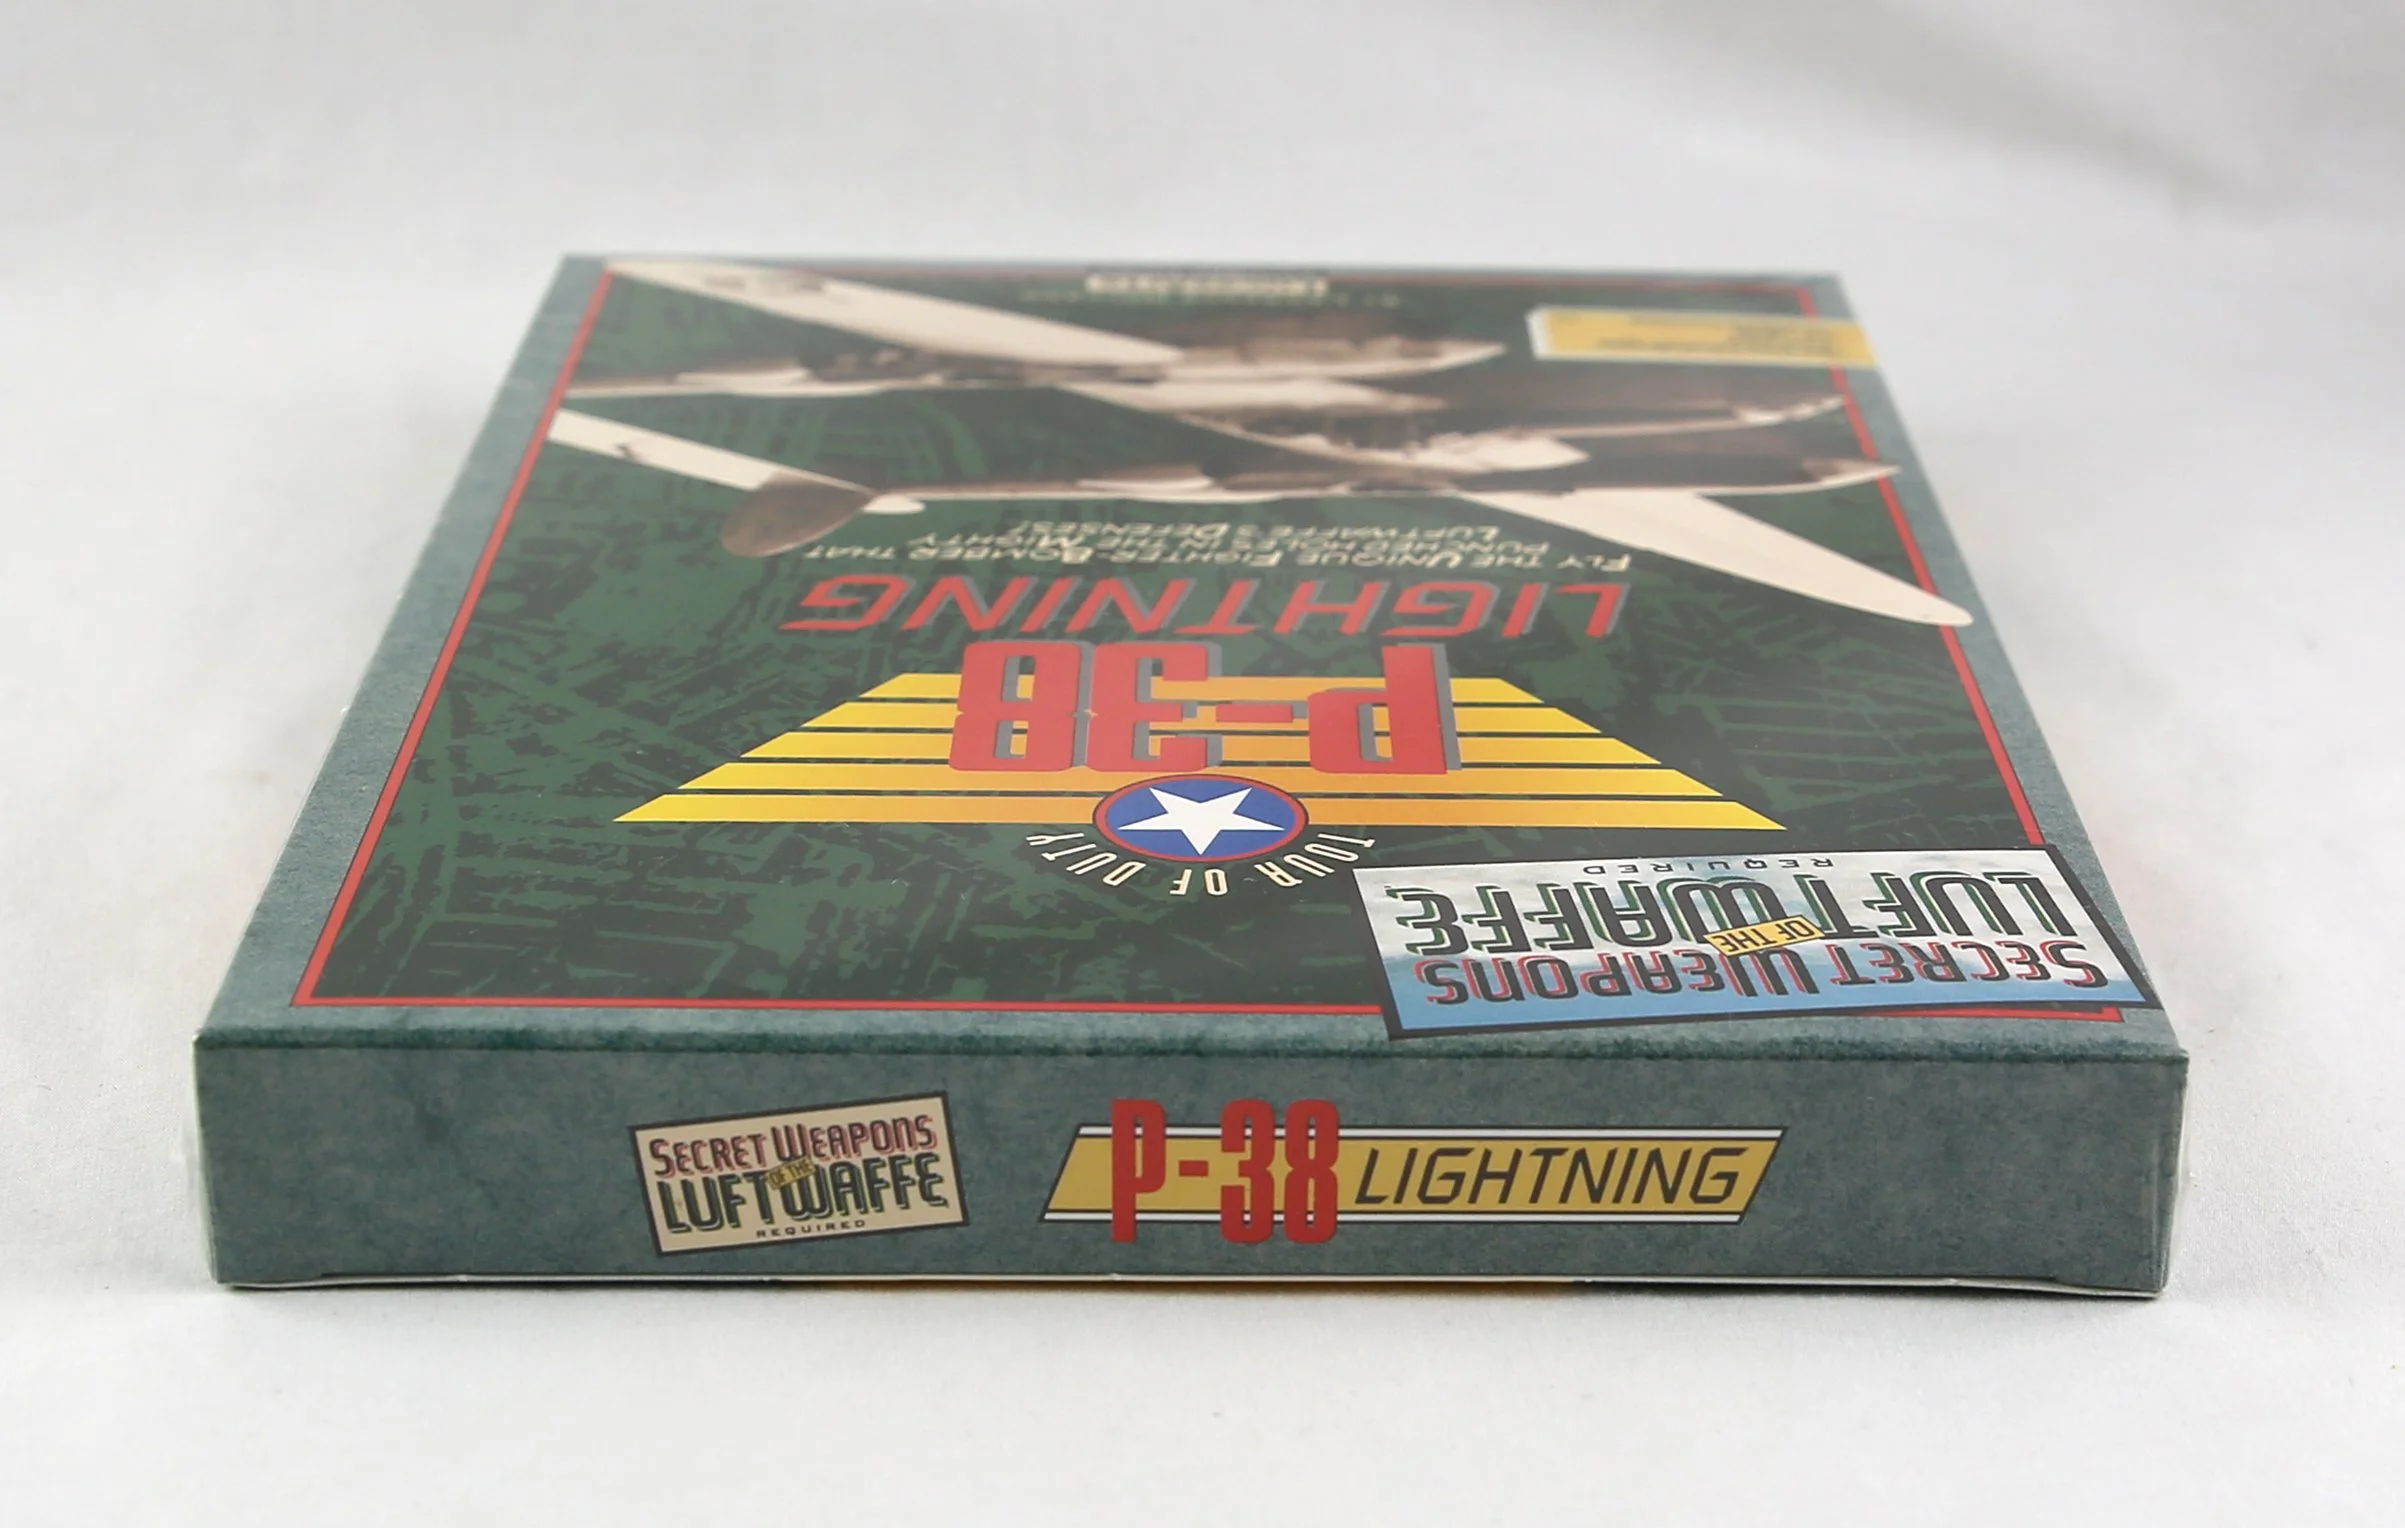 SECRET WEAPONS
OF THE
LUFTWAFFE
REQUIRED
TOUR OF DUTY
P-38
LIGHTNING
FLY THE UNIQUE FIGHTER-BOMBER THAT
PUNCHES HOLES IN THE MIGHTY
LUFTWAFFE'S DEFENSES!
SECRET WEAPONS
OF THE
LUFTWAFFE
REQUIRED
P-38 LIGHTNING